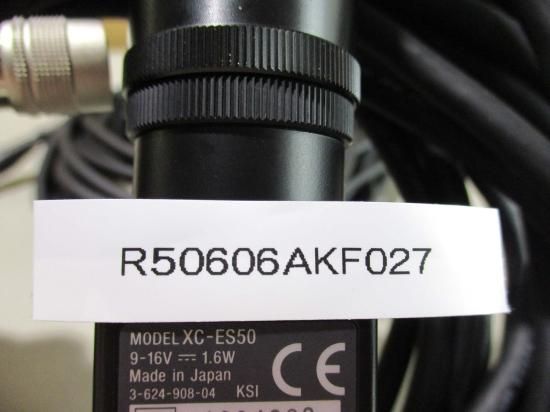 R50606AKF027
MODEL XC-ES50
9-16V ⎓ 1.6W
Made in Japan
3-624-908-04 KSI
CE